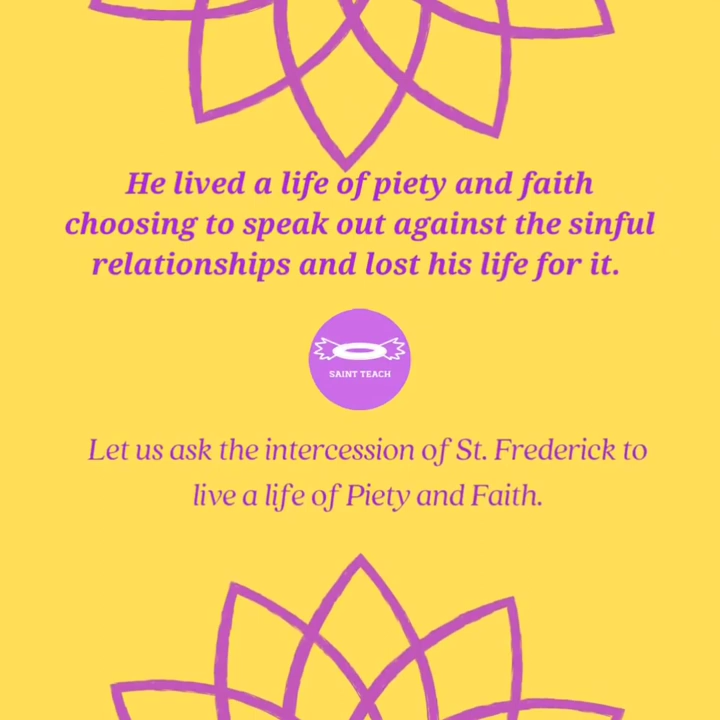 He lived a life of piety and faith
choosing to speak out against the sinful
relationships and lost his life for it.
SAINT TEACH
Let us ask the intercession of St. Frederick to
live a life of Piety and Faith.